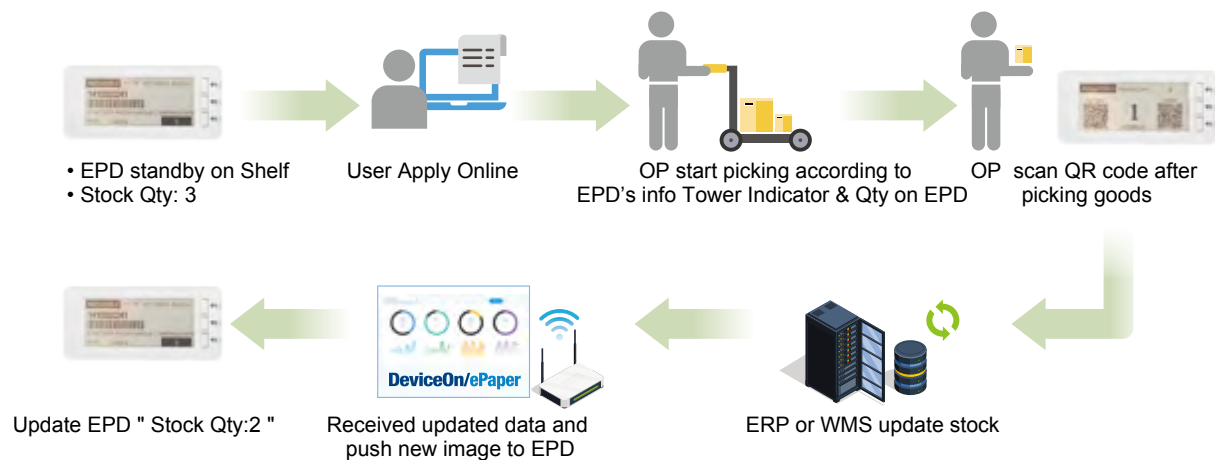 • EPD standby on Shelf
• Stock Qty: 3
User Apply Online
OP start picking according to
EPD's info Tower Indicator & Qty on EPD
1
OP scan QR code after
picking goods
Update EPD " Stock Qty:2 "
DeviceOn/ePaper
Received updated data and
push new image to EPD
ERP or WMS update stock